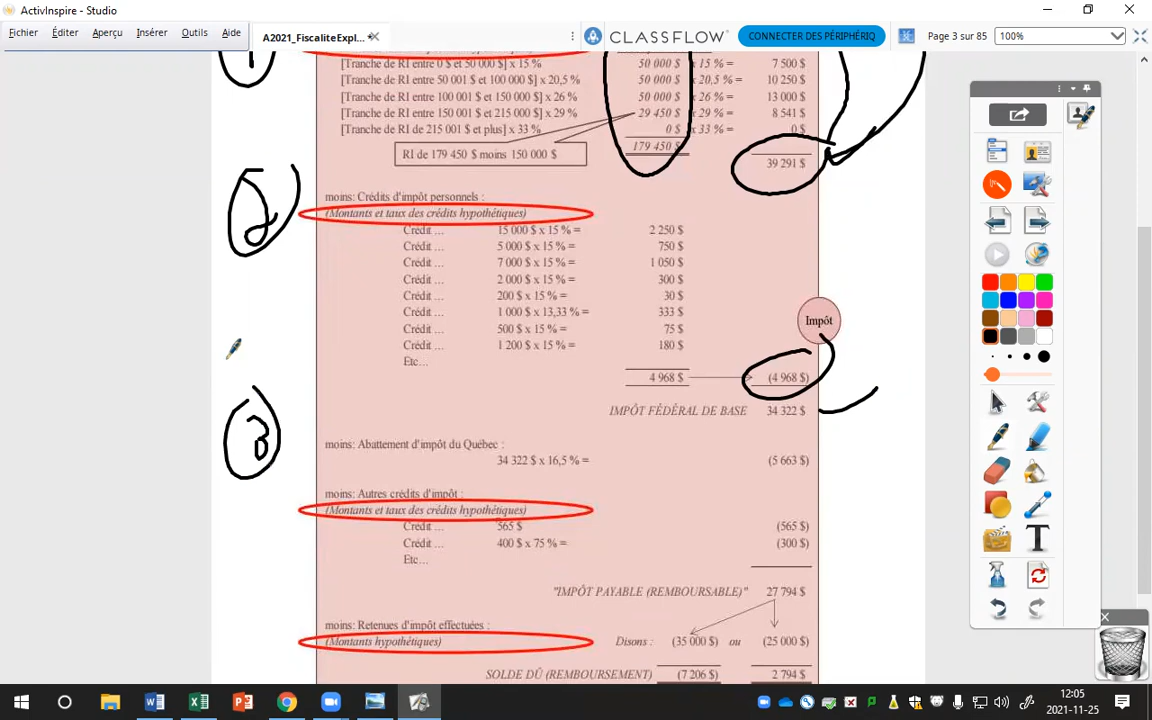 ActivInspire - Studio
Fichier Éditer Aperçu Insérer Outils Aide
A2021_FiscaliteExpl...
CLASSFLOW
CONNECTER DES PÉRIPHÉRIQ
Page 3 sur 85
100%
1
[Tranche de RI entre 0 $ et 50 000 $] x 15 % 50 000 $ x 15 % = 7 500 $
[Tranche de RI entre 50 001 $ et 100 000 $] x 20,5 % 50 000 $ x 20,5 % = 10 250 $
[Tranche de RI entre 100 001 $ et 150 000 $] x 26 % 50 000 $ x 26 % = 13 000 $
[Tranche de RI entre 150 001 $ et 215 000 $] x 29 % 29 450 $ x 29 % = 8 541 $
[Tranche de RI de 215 001 $ et plus] x 33 % 0 $ x 33 % = 0 $
179 450 $
RI de 179 450 $ moins 150 000 $
39 291 $
2
moins: Crédits d'impôt personnels :
(Montants et taux des crédits hypothétiques)
Crédit ... 15 000 $ x 15 % = 2 250 $
Crédit ... 5 000 $ x 15 % = 750 $
Crédit ... 7 000 $ x 15 % = 1 050 $
Crédit ... 2 000 $ x 15 % = 300 $
Crédit ... 200 $ x 15 % = 30 $
Crédit ... 1 000 $ x 13,33 % = 333 $
Crédit ... 500 $ x 15 % = 75 $
Crédit ... 1 200 $ x 15 % = 180 $
Etc...
Impôt
4 968 $ (4 968 $)
IMPÔT FÉDÉRAL DE BASE 34 322 $
3
moins: Abattement d'impôt du Québec :
34 322 $ x 16,5 % = (5 663 $)
moins: Autres crédits d'impôt :
(Montants et taux des crédits hypothétiques)
Crédit ... 565 $ (565 $)
Crédit ... 400 $ x 75 % = (300 $)
Etc...
"IMPÔT PAYABLE (REMBOURSABLE)" 27 794 $
moins: Retenues d'impôt effectuées :
(Montants hypothétiques) Disons : (35 000 $) ou (25 000 $)
SOLDE DÛ (REMBOURSEMENT) (7 206 $) 2 794 $
12:05
2021-11-25